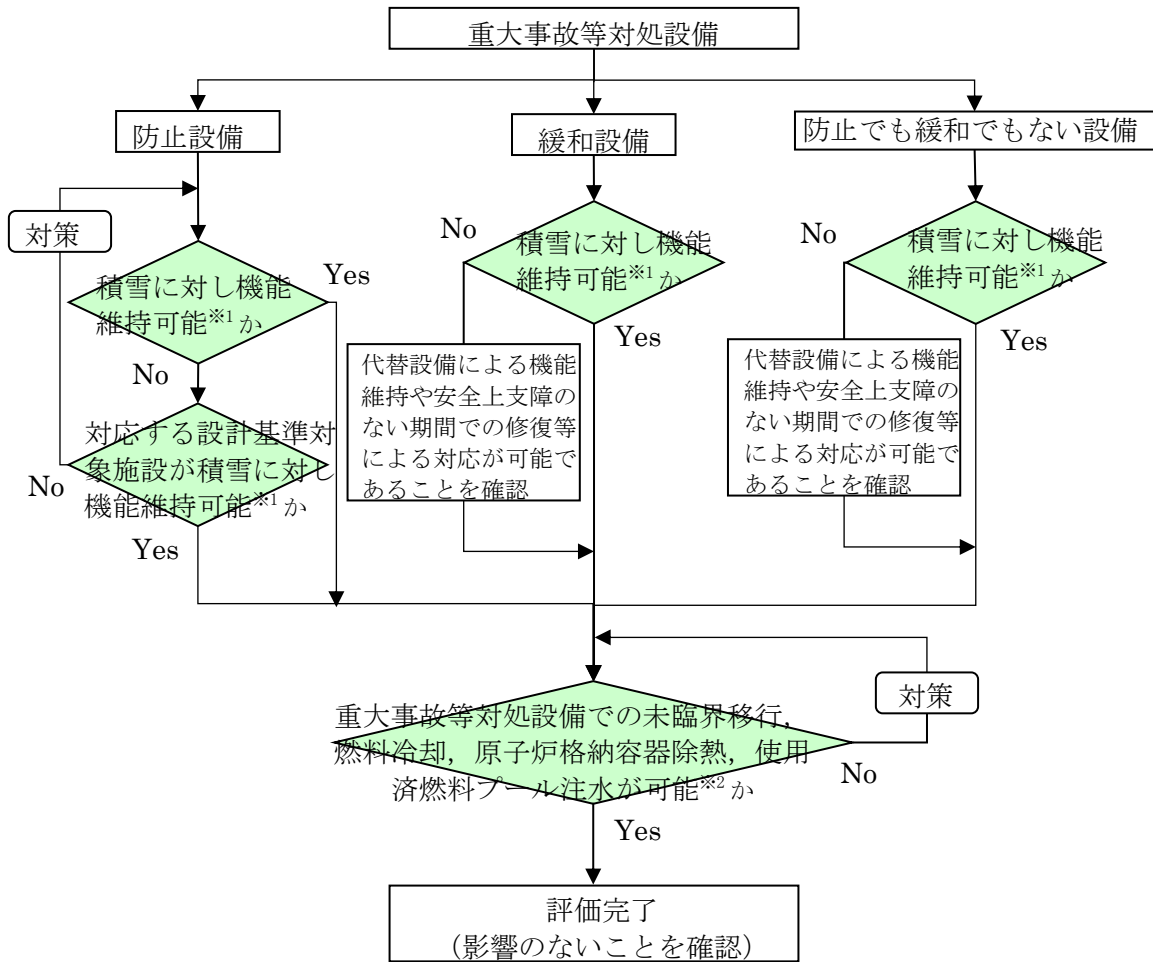 重大事故等対処設備
防止設備
緩和設備
防止でも緩和でもない設備
対策
積雪に対し機能
維持可能※1か
Yes
No
対応する設計基準対
象施設が積雪に対し
機能維持可能※1か
No
Yes
No
積雪に対し機能
維持可能※1か
Yes
代替設備による機能
維持や安全上支障の
ない期間での修復等
による対応が可能で
あることを確認
No
積雪に対し機能
維持可能※1か
Yes
代替設備による機能
維持や安全上支障の
ない期間での修復等
による対応が可能で
あることを確認
対策
重大事故等対処設備での未臨界移行，
燃料冷却，原子炉格納容器除熱，使用
済燃料プール注水が可能※2か
No
Yes
評価完了
（影響のないことを確認）